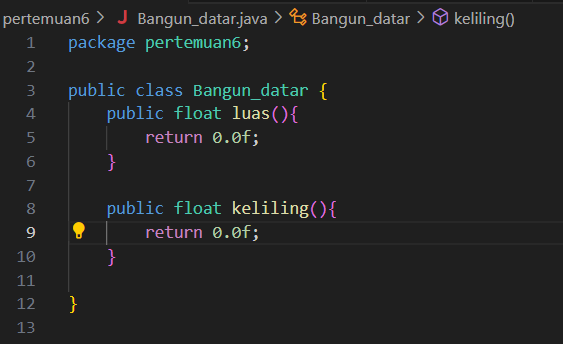 pertemuan6 > J Bangun_datar.java > Bangun_datar > keliling()
1 package pertemuan6;
2
3 public class Bangun_datar {
4     public float luas(){
5         return 0.0f;
6     }
7
8     public float keliling(){
9         return 0.0f;
10     }
11
12 }
13